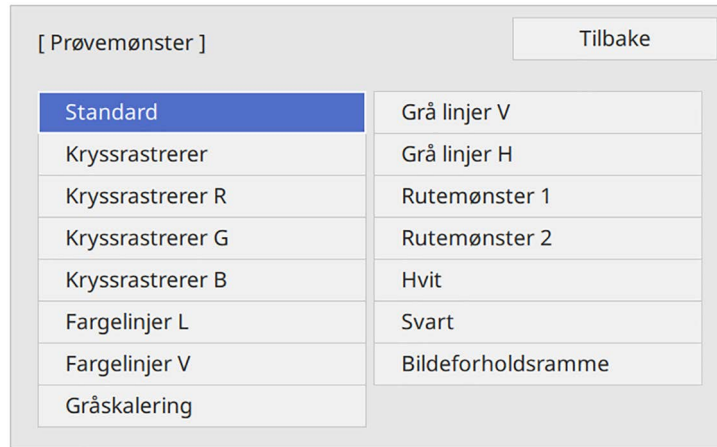 [ Prøvemønster ]
Tilbake
Standard
Kryssrastrerer
Kryssrastrerer R
Kryssrastrerer G
Kryssrastrerer B
Fargelinjer L
Fargelinjer V
Gråskalering
Grå linjer V
Grå linjer H
Rutemønster 1
Rutemønster 2
Hvit
Svart
Bildeforholdsramme